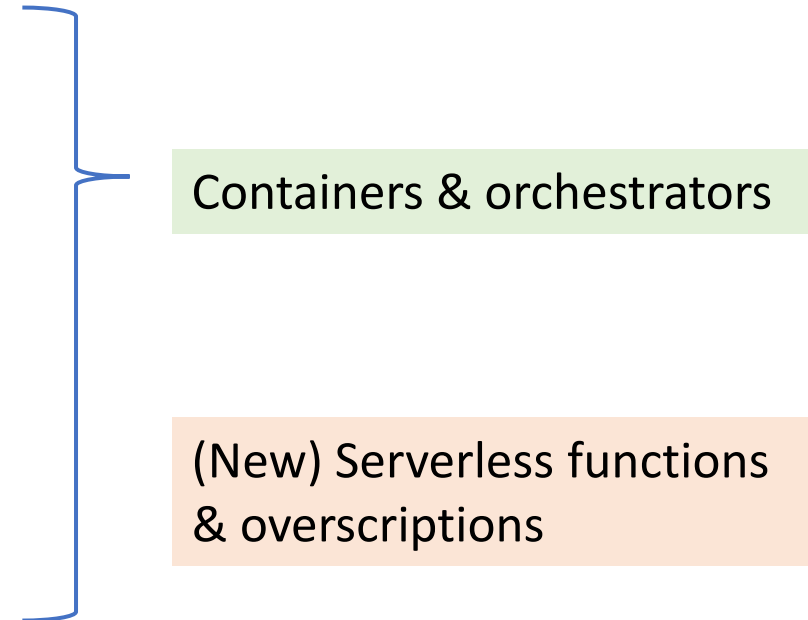 Containers & orchestrators
(New) Serverless functions
& overscriptions